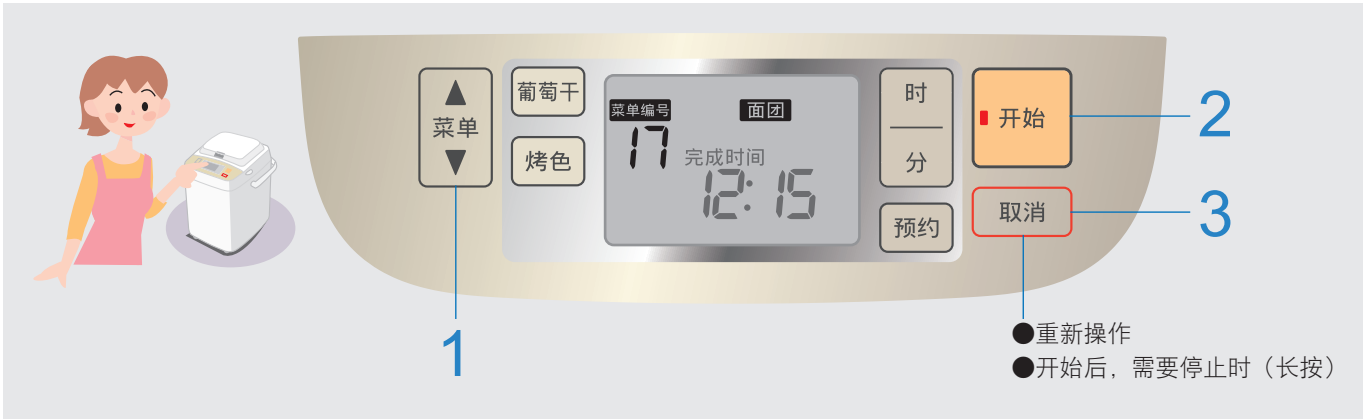 ▲
菜单
▼
葡萄干
烤色
菜单编号
面团
17
完成时间
12:15
时
分
预约
开始
取消
1
2
3
●重新操作
●开始后，需要停止时（长按）